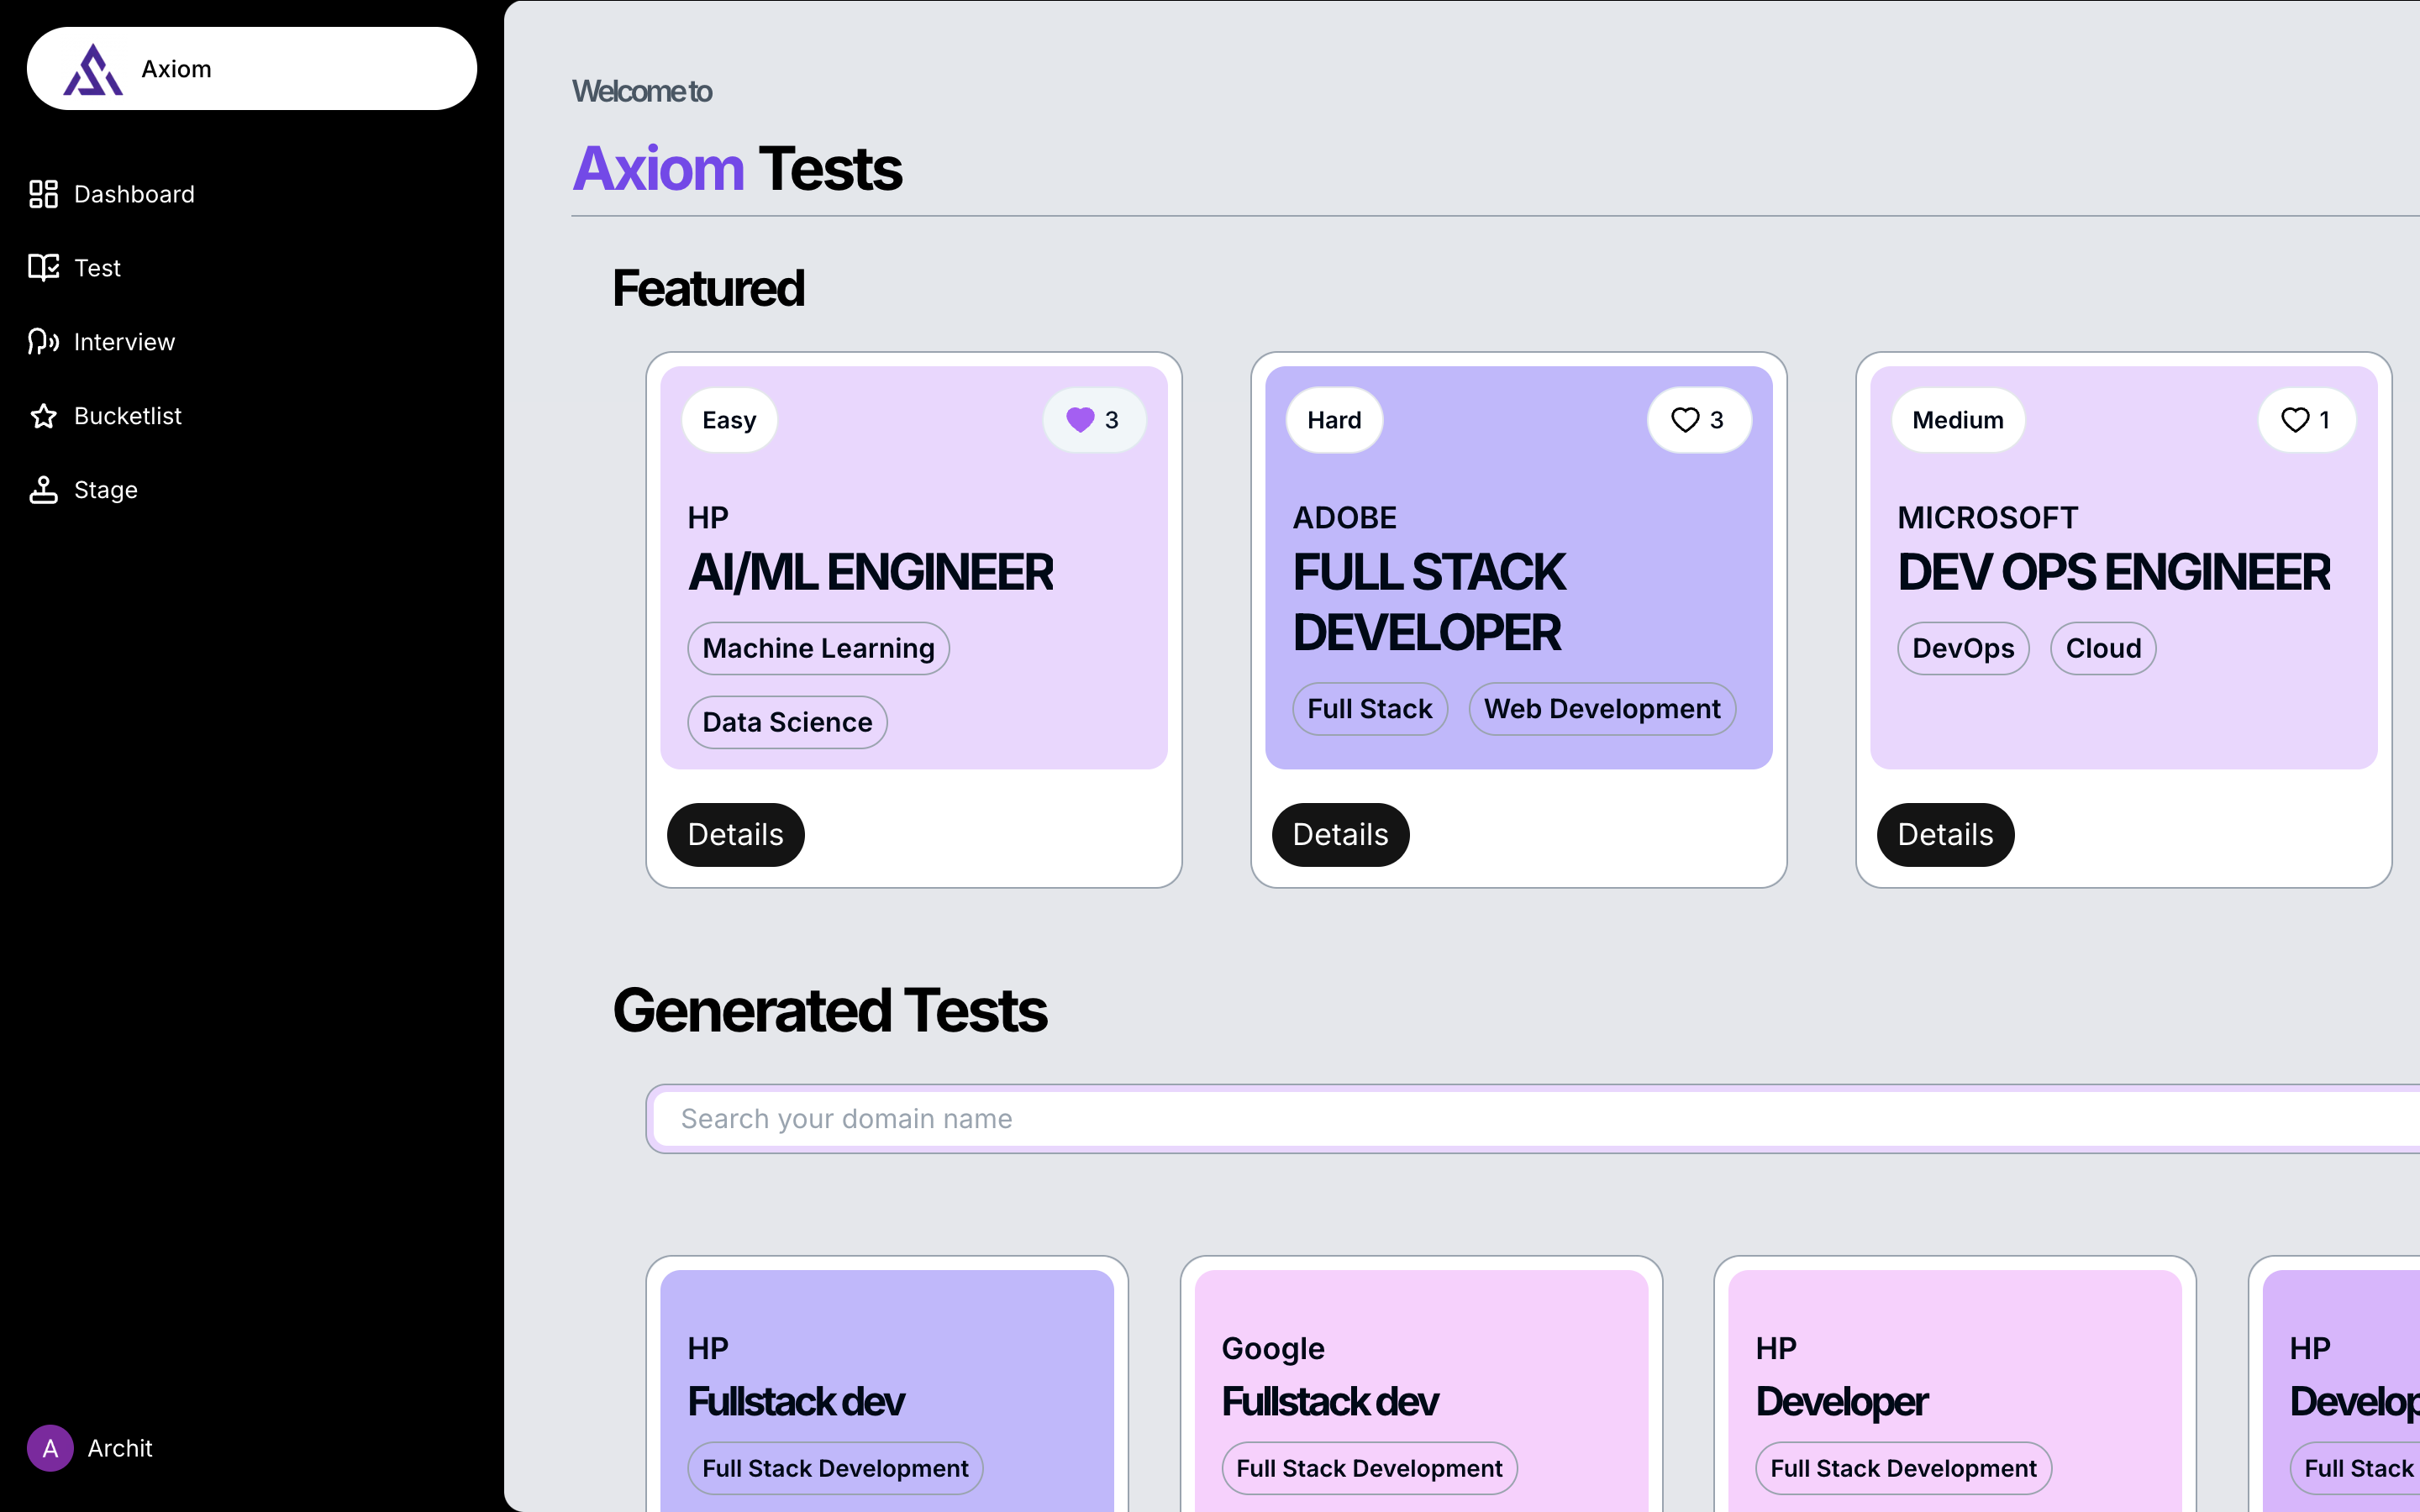 Axiom
Dashboard
Test
Interview
Bucketlist
Stage
A Archit
Welcome to
Axiom Tests
Featured
Easy 3
HP
AI/ML ENGINEER
Machine Learning
Data Science
Details
Hard 3
ADOBE
FULL STACK
DEVELOPER
Full Stack Web Development
Details
Medium 1
MICROSOFT
DEV OPS ENGINEER
DevOps Cloud
Details
Generated Tests
Search your domain name
HP
Fullstack dev
Full Stack Development
Google
Fullstack dev
Full Stack Development
HP
Developer
Full Stack Development
HP
Develop
Full Stack